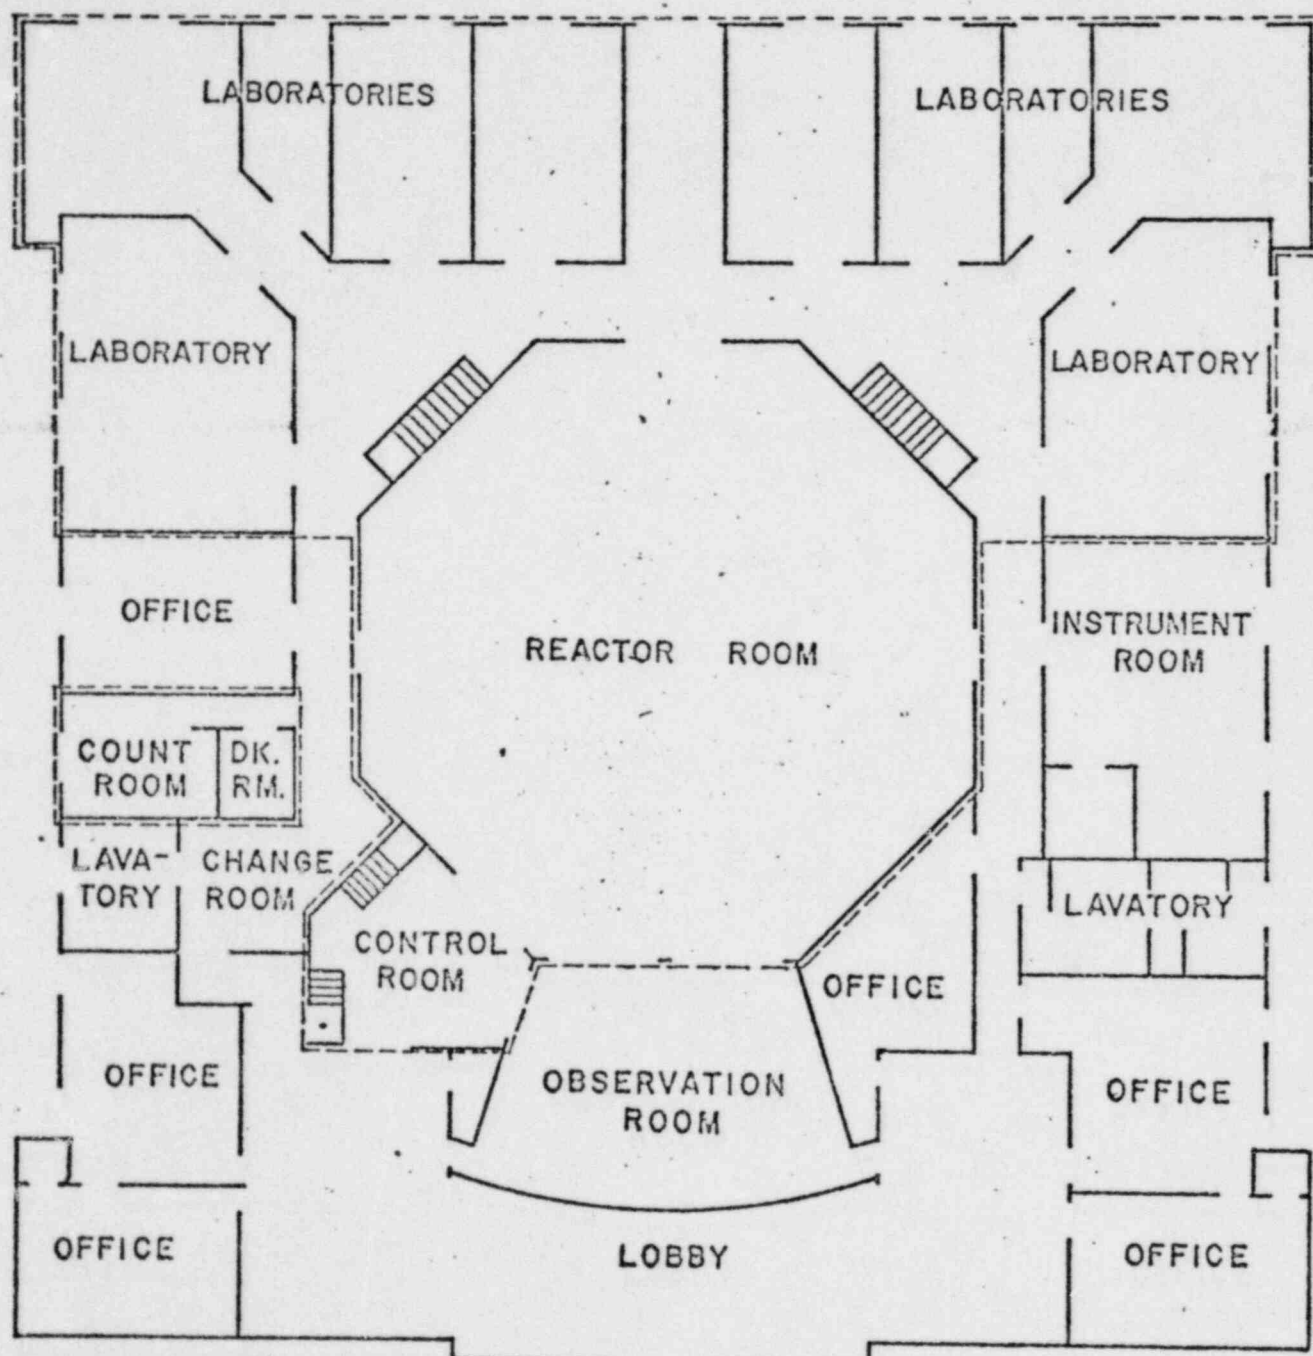 LABORATORIES
LABORATORIES
LABORATORY
LABORATORY
OFFICE
REACTOR ROOM
INSTRUMENT
ROOM
COUNT
ROOM
DK.
RM.
LAVA-
TORY
CHANGE
ROOM
CONTROL
ROOM
OFFICE
LAVATORY
OFFICE
OBSERVATION
ROOM
OFFICE
OFFICE
LOBBY
OFFICE